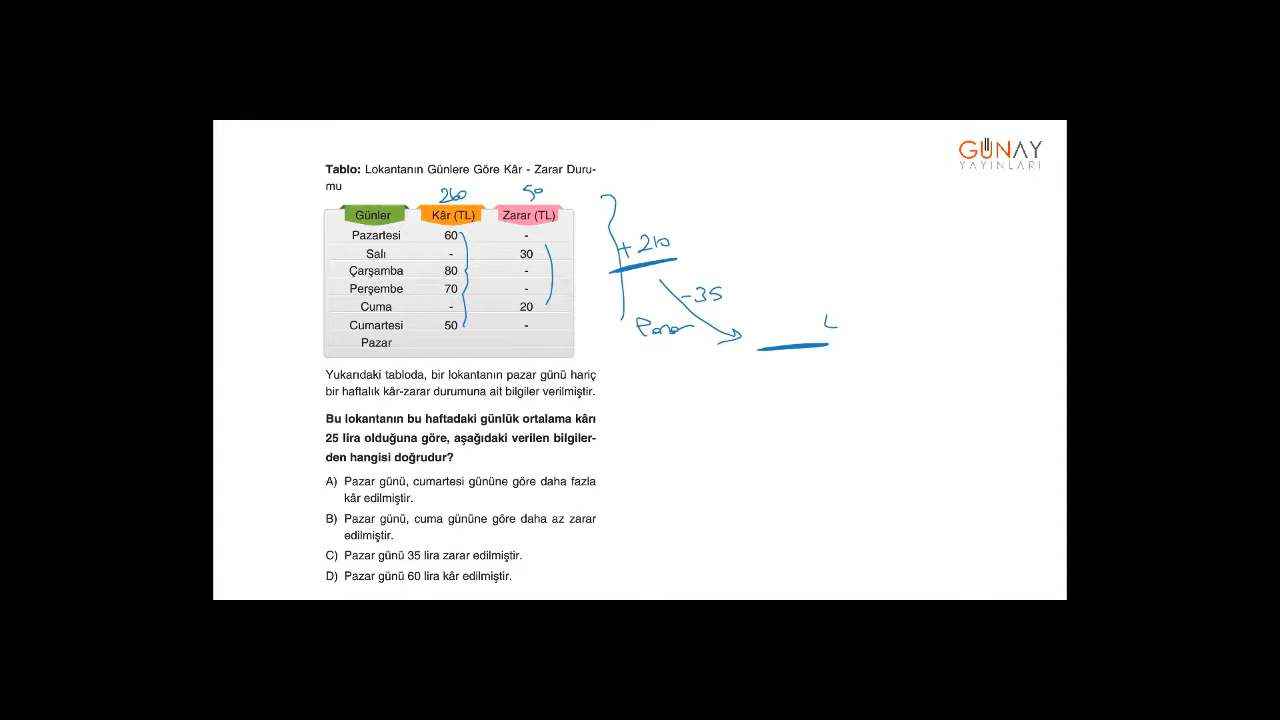 GÜNAY
YAYINLARI
Tablo: Lokantanın Günlere Göre Kâr - Zarar Duru-
mu
260 50
Günler Kâr (TL) Zarar (TL)
Pazartesi 60 -
Salı - 30
Çarşamba 80 -
Perşembe 70 -
Cuma - 20
Cumartesi 50 -
Pazar
+210
-35
Pazar
Yukarıdaki tabloda, bir lokantanın pazar günü hariç
bir haftalık kâr-zarar durumuna ait bilgiler verilmiştir.
Bu lokantanın bu haftadaki günlük ortalama kârı
25 lira olduğuna göre, aşağıdaki verilen bilgiler-
den hangisi doğrudur?
A) Pazar günü, cumartesi gününe göre daha fazla
kâr edilmiştir.
B) Pazar günü, cuma gününe göre daha az zarar
edilmiştir.
C) Pazar günü 35 lira zarar edilmiştir.
D) Pazar günü 60 lira kâr edilmiştir.